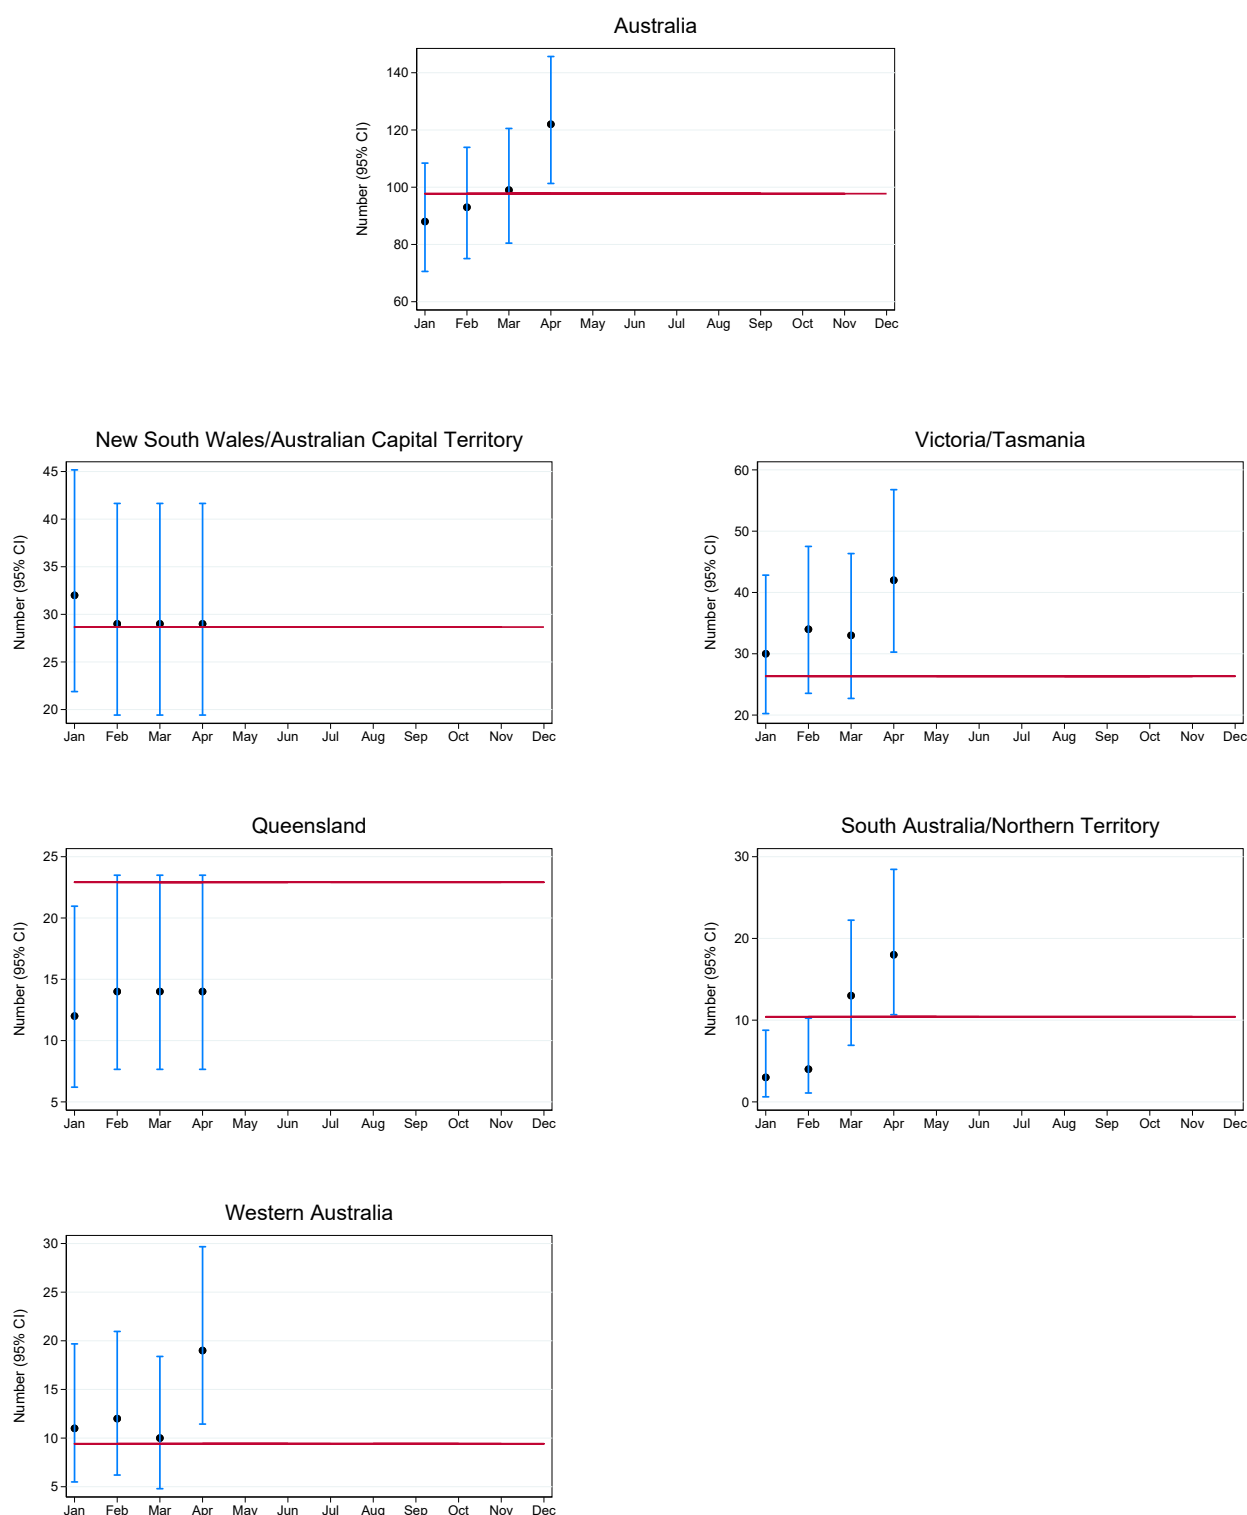 Australia
Number (95% CI)
140
120
100
80
60
Jan Feb Mar Apr May Jun Jul Aug Sep Oct Nov Dec
New South Wales/Australian Capital Territory
Number (95% CI)
45
40
35
30
25
20
Jan Feb Mar Apr May Jun Jul Aug Sep Oct Nov Dec
Victoria/Tasmania
Number (95% CI)
60
50
40
30
20
Jan Feb Mar Apr May Jun Jul Aug Sep Oct Nov Dec
Queensland
Number (95% CI)
25
20
15
10
5
Jan Feb Mar Apr May Jun Jul Aug Sep Oct Nov Dec
South Australia/Northern Territory
Number (95% CI)
30
20
10
0
Jan Feb Mar Apr May Jun Jul Aug Sep Oct Nov Dec
Western Australia
Number (95% CI)
30
25
20
15
10
5
Jan Feb Mar Apr May Jun Jul Aug Sep Oct Nov Dec